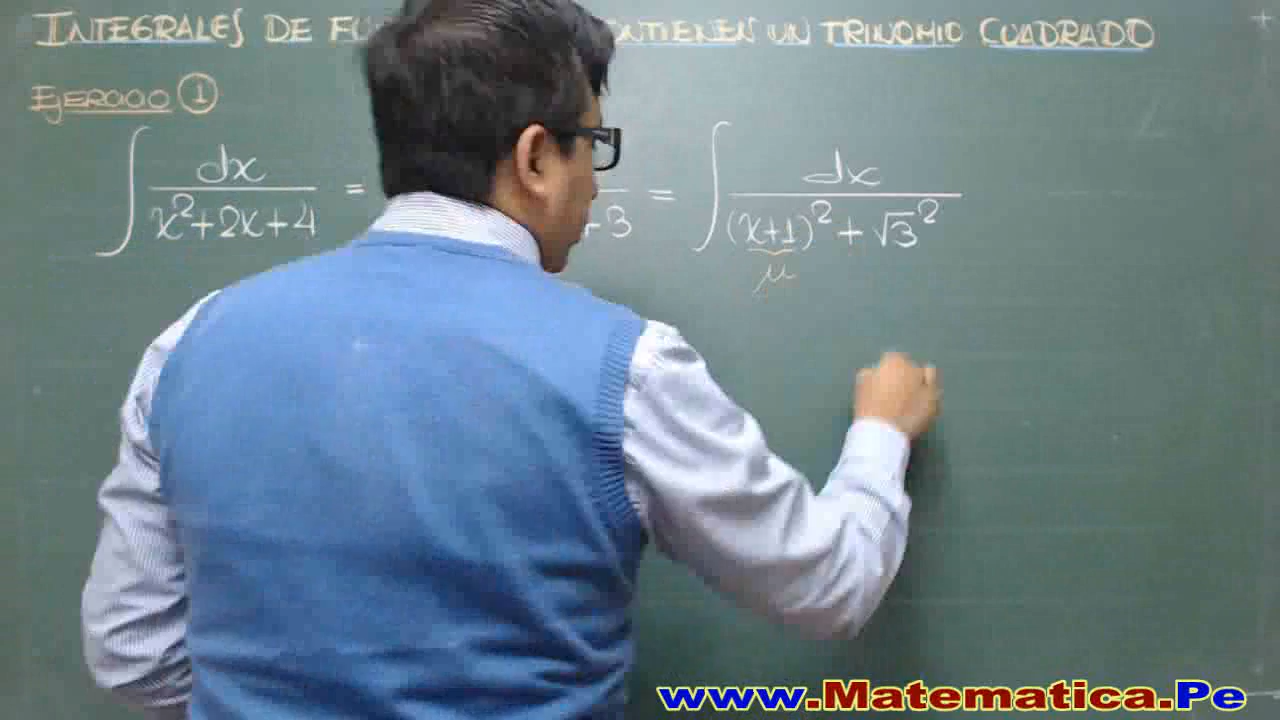 INTEGRALES DE UN TRINOMIO CUADRADO
EJERCICIO ①
∫ dx / (x²+2x+4) = +3 = ∫ dx / ((x+1)² + √3²)
μ
www.Matematica.Pe